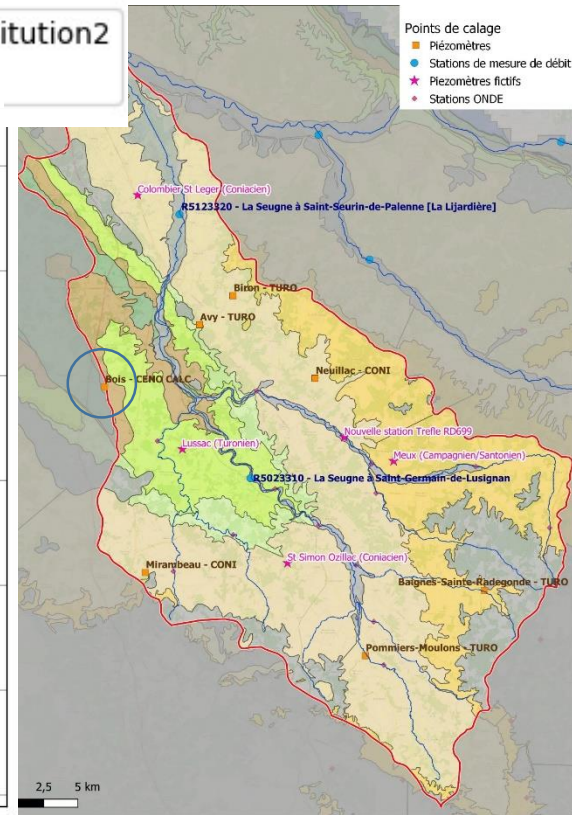 itution2
Points de calage
Piézomètres
Stations de mesure de débit
Piezomètres fictifs
Stations ONDE
Colombier St Leger (Coniacien)
R5123320 - La Seugne à Saint-Seurin-de-Palenne [La Lijardière]
Biron - TURO
Avy - TURO
Neuillac - CONI
Bois - CENO CALC
Nouvelle station Trefle RD699
Lussac (Turonien)
Meux (Campagnien/Santonien)
R5023310 - La Seugne à Saint-Germain-de-Lusignan
St Simon Ozillac (Coniacien)
Mirambeau - CONI
Baignes-Sainte-Radegonde - TURO
Pommiers-Moulons - TURO
2,5 5 km